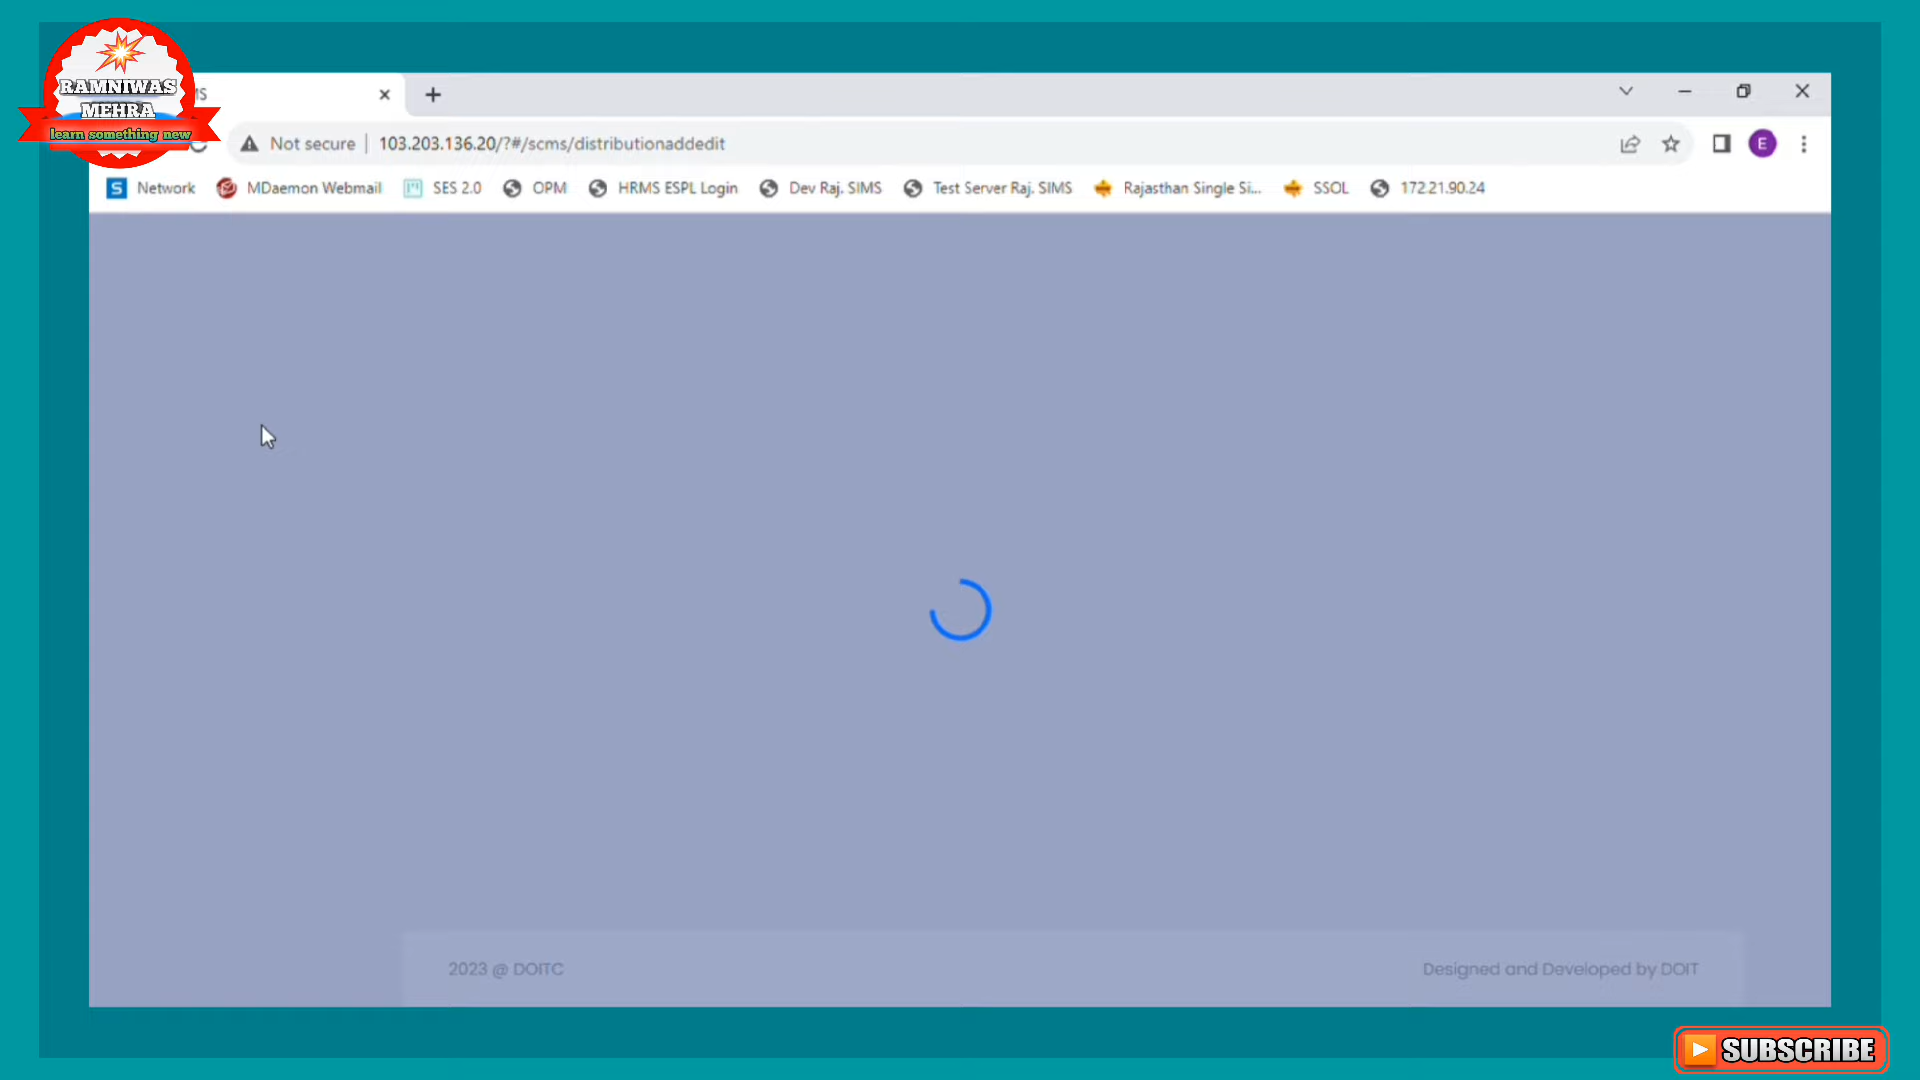 RAMNIWAS
MEHRA
learn something new
Not secure | 103.203.136.20/?#/scms/distributionaddedit
E
S Network MDaemon Webmail SES 2.0 OPM HRMS ESPL Login Dev Raj. SIMS Test Server Raj. SIMS Rajasthan Single Si... SSOL 172.21.90.24
2023 @ DOITC
Designed and Developed by DOIT
SUBSCRIBE